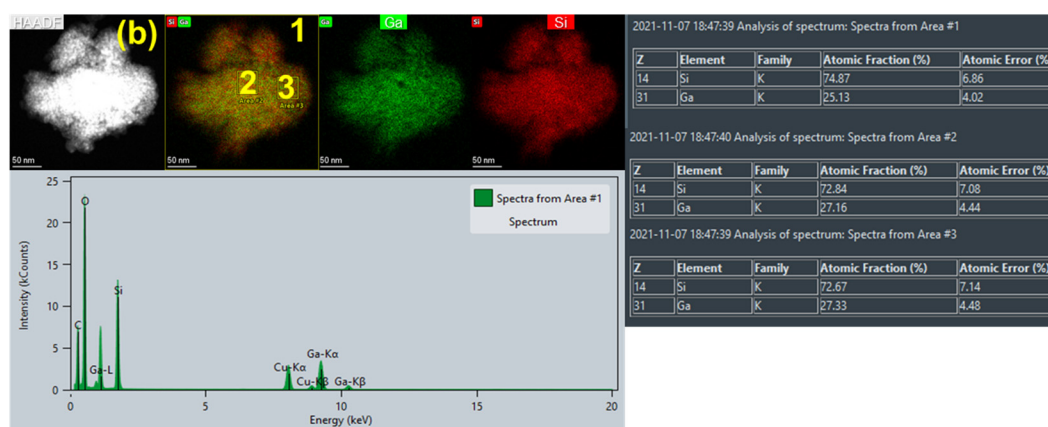 HAADF
(b)
Si Ga
1
2
Area #2
3
Area #3
50 nm
Ga
Ga
50 nm
Si
Si
50 nm
50 nm
25
20
15
10
5
0
Intensity (kCounts)
O
C
Ga-L
Si
Cu-Kα
Cu-Kβ
Ga-Kα
Ga-Kβ
Spectra from Area #1
Spectrum
0 5 10 15 20
Energy (keV)
2021-11-07 18:47:39 Analysis of spectrum: Spectra from Area #1
Z Element Family Atomic Fraction (%) Atomic Error (%)
14 Si K 74.87 6.86
31 Ga K 25.13 4.02
2021-11-07 18:47:40 Analysis of spectrum: Spectra from Area #2
Z Element Family Atomic Fraction (%) Atomic Error (%)
14 Si K 72.84 7.08
31 Ga K 27.16 4.44
2021-11-07 18:47:39 Analysis of spectrum: Spectra from Area #3
Z Element Family Atomic Fraction (%) Atomic Error (%)
14 Si K 72.67 7.14
31 Ga K 27.33 4.48